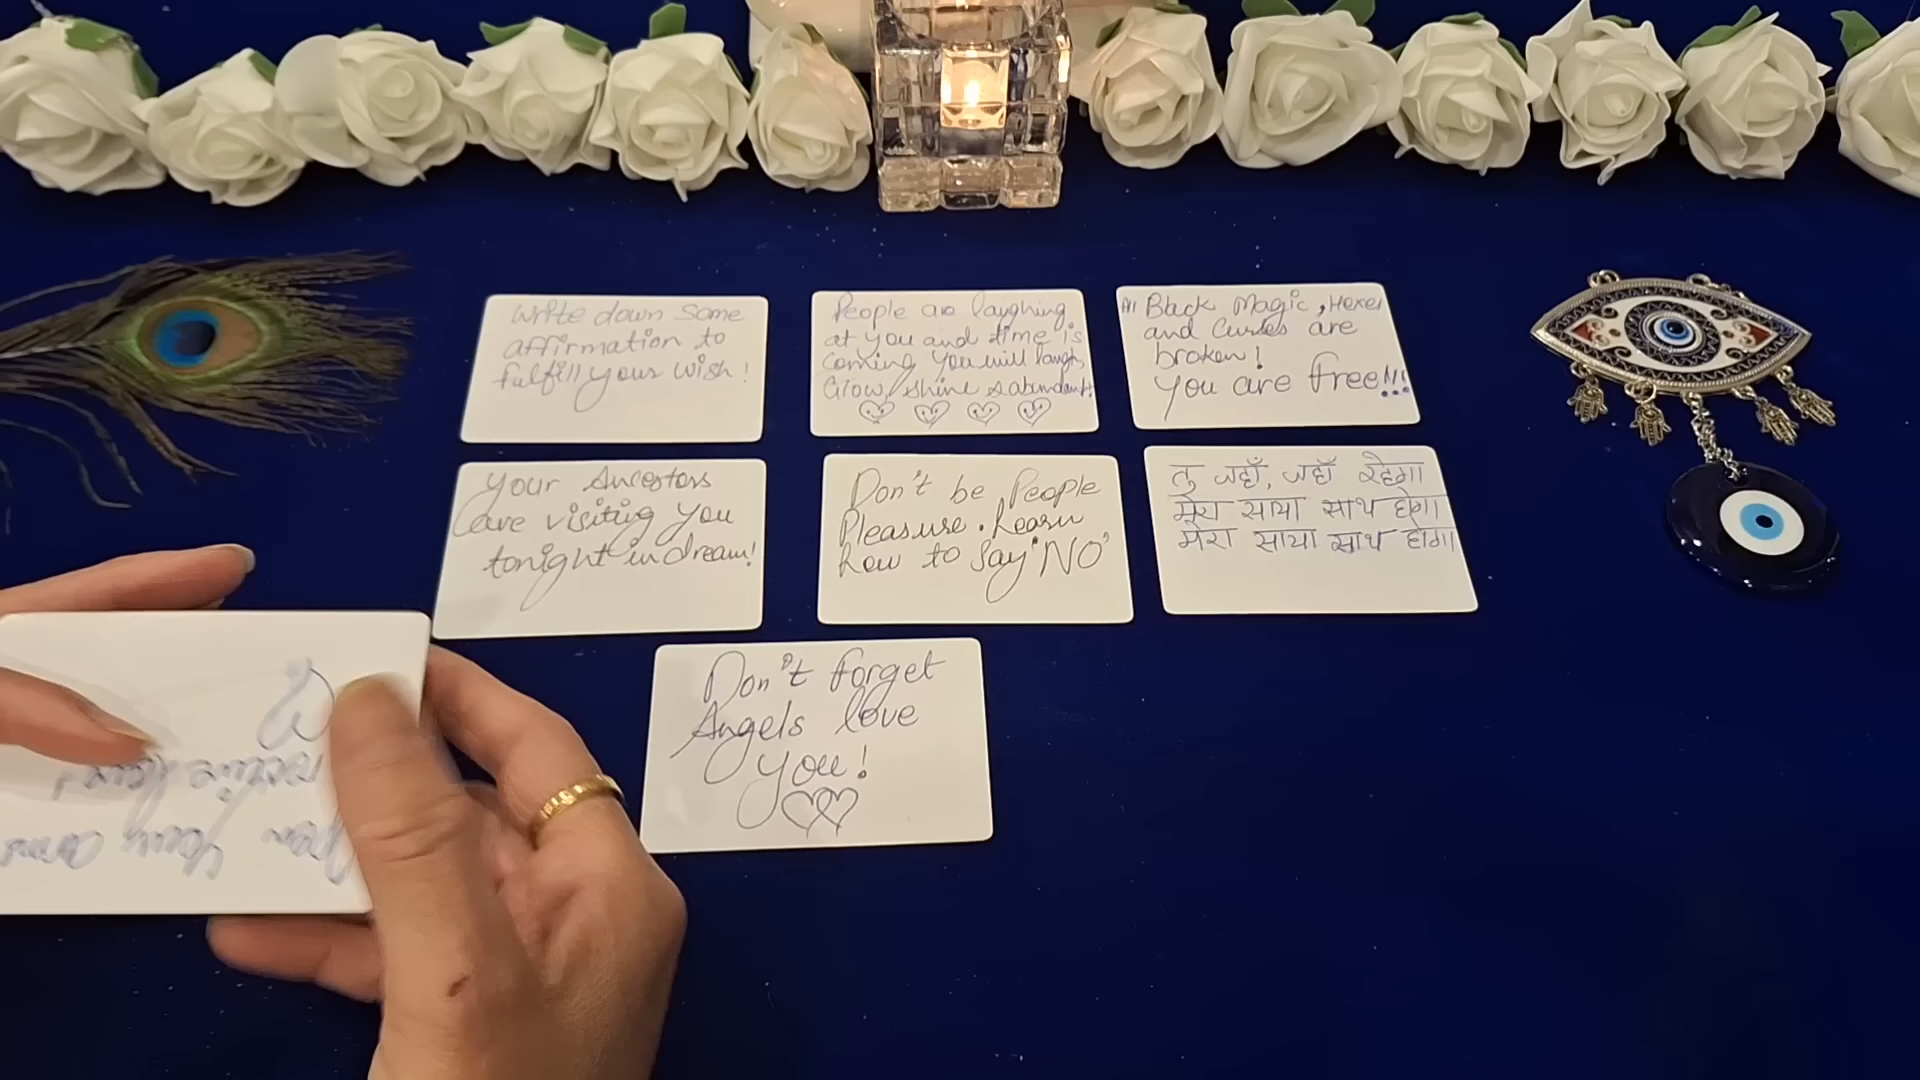 Write down some
affirmation to
fulfill your wish!
People are laughing
at you and time is
coming you will laugh,
Glow, shine & abundant!
All Black Magic, Hexes
and Curses are
broken!
you are free!!!
your Ancestors
are visiting you
tonight in dream!
Don't be People
Pleasure. Learn
how to say "NO"
तु जहाँ, जहाँ रहेगा
मेरा साया साथ होगा
मेरा साया साथ होगा
Don't forget
Angels love
you!
your arms